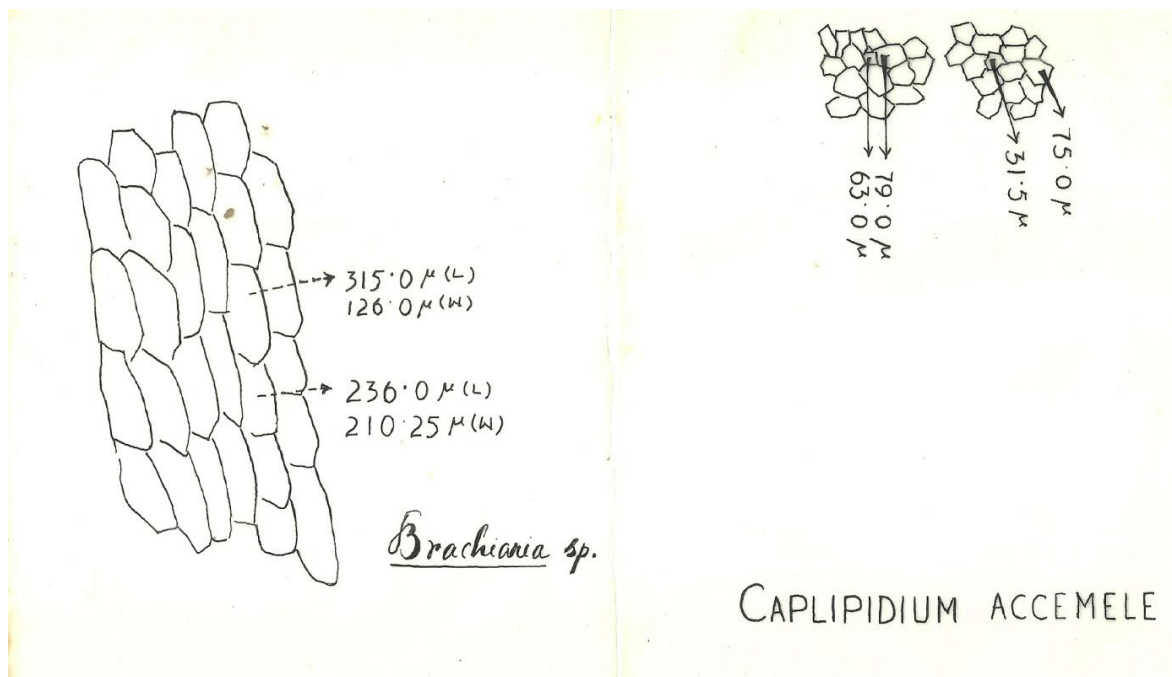 315·0 μ (L)
126·0 μ (W)
236·0 μ (L)
210·25 μ (W)
Brachiaria sp.
79·0 μ
63·0 μ
75·0 μ
31·5 μ
CAPLIPIDIUM ACCEMELE